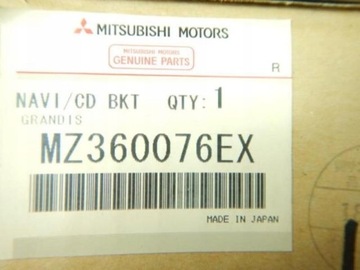 MITSUBISHI MOTORS
MITSUBISHI MOTORS
GENUINE PARTS
R
NAVI/CD BKT QTY: 1
GRANDIS
MZ360076EX
MADE IN JAPAN